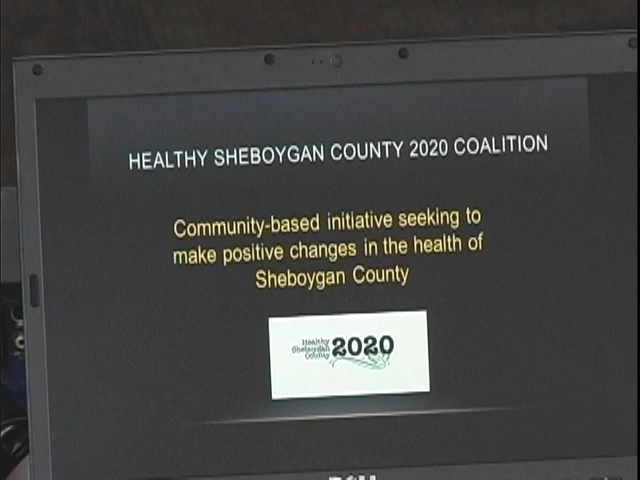 HEALTHY SHEBOYGAN COUNTY 2020 COALITION
Community-based initiative seeking to
make positive changes in the health of
Sheboygan County
Healthy
Sheboygan
County 2020